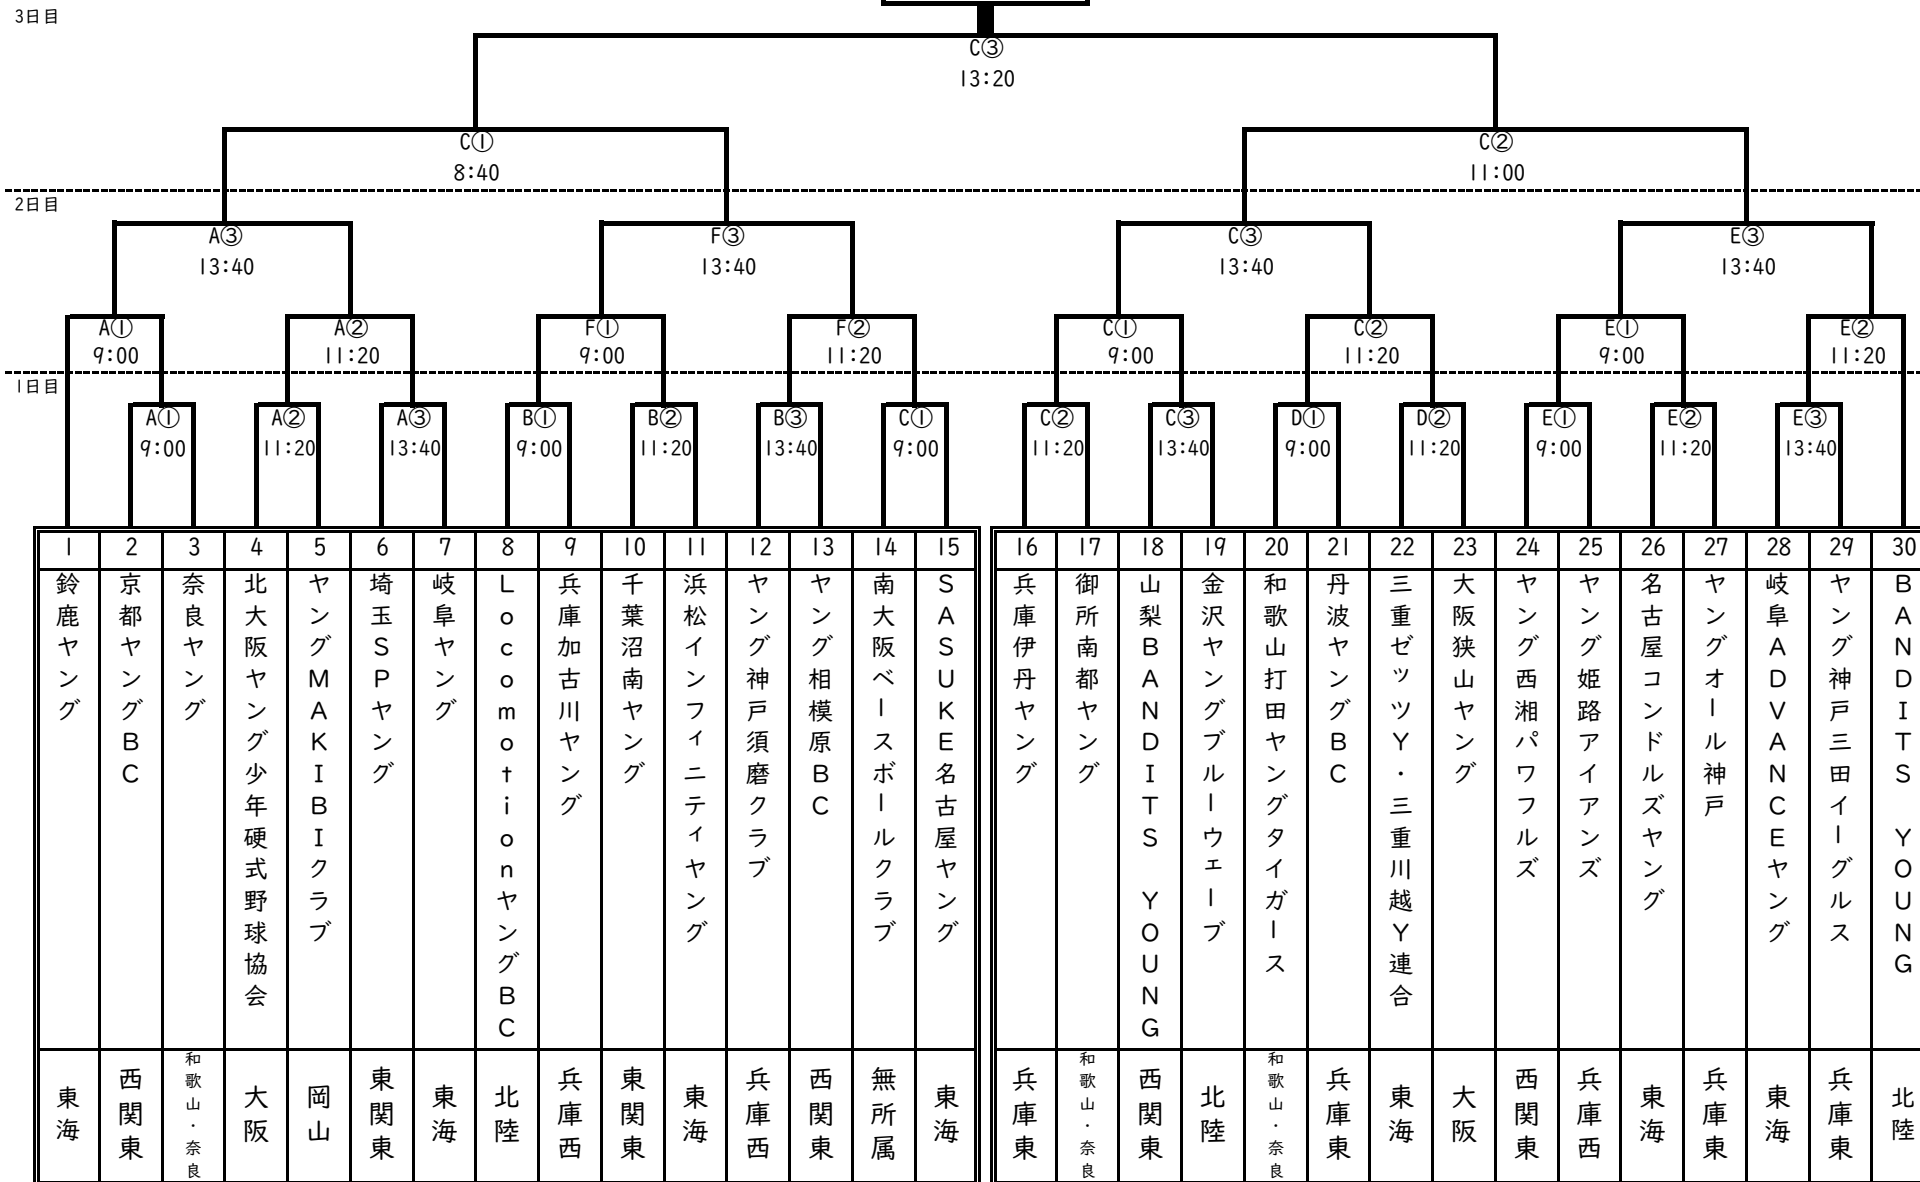 3日目
C③
13:20
C① C②
8:40 11:00
2日目
A③ F③ C③ E③
13:40 13:40 13:40 13:40
A① A② F① F② C① C② E① E②
9:00 11:20 9:00 11:20 9:00 11:20 9:00 11:20
1日目
A① A② A③ B① B② B③ C① C② C③ D① D② E① E② E③
9:00 11:20 13:40 9:00 11:20 13:40 9:00 11:20 13:40 9:00 11:20 9:00 11:20 13:40
1 2 3 4 5 6 7 8 9 10 11 12 13 14 15 16 17 18 19 20 21 22 23 24 25 26 27 28 29 30
鈴鹿ヤング
京都ヤングBC
奈良ヤング
北大阪ヤング少年硬式野球協会
ヤングMAKIBIクラブ
埼玉SPヤング
岐阜ヤング
LocomotionヤングBC
兵庫加古川ヤング
千葉沼南ヤング
浜松インフィニティヤング
ヤング神戸須磨クラブ
ヤング相模原BC
南大阪ベースボールクラブ
SASUKE名古屋ヤング
兵庫伊丹ヤング
御所南都ヤング
山梨BANDITS YOUNG
金沢ヤングブルーウェーブ
和歌山打田ヤングタイガース
丹波ヤングBC
三重ゼッツY・三重川越Y連合
大阪狭山ヤング
ヤング西湘パワフルズ
ヤング姫路アイアンズ
名古屋コンドルズヤング
ヤングオール神戸
岐阜ADVANCEヤング
ヤング神戸三田イーグルス
BANDITS YOUNG
東海
西関東
和歌山・奈良
大阪
岡山
東関東
東海
北陸
兵庫西
東関東
東海
兵庫西
西関東
無所属
東海
兵庫東
和歌山・奈良
西関東
北陸
和歌山・奈良
兵庫東
東海
大阪
西関東
兵庫西
東海
兵庫東
東海
兵庫東
北陸